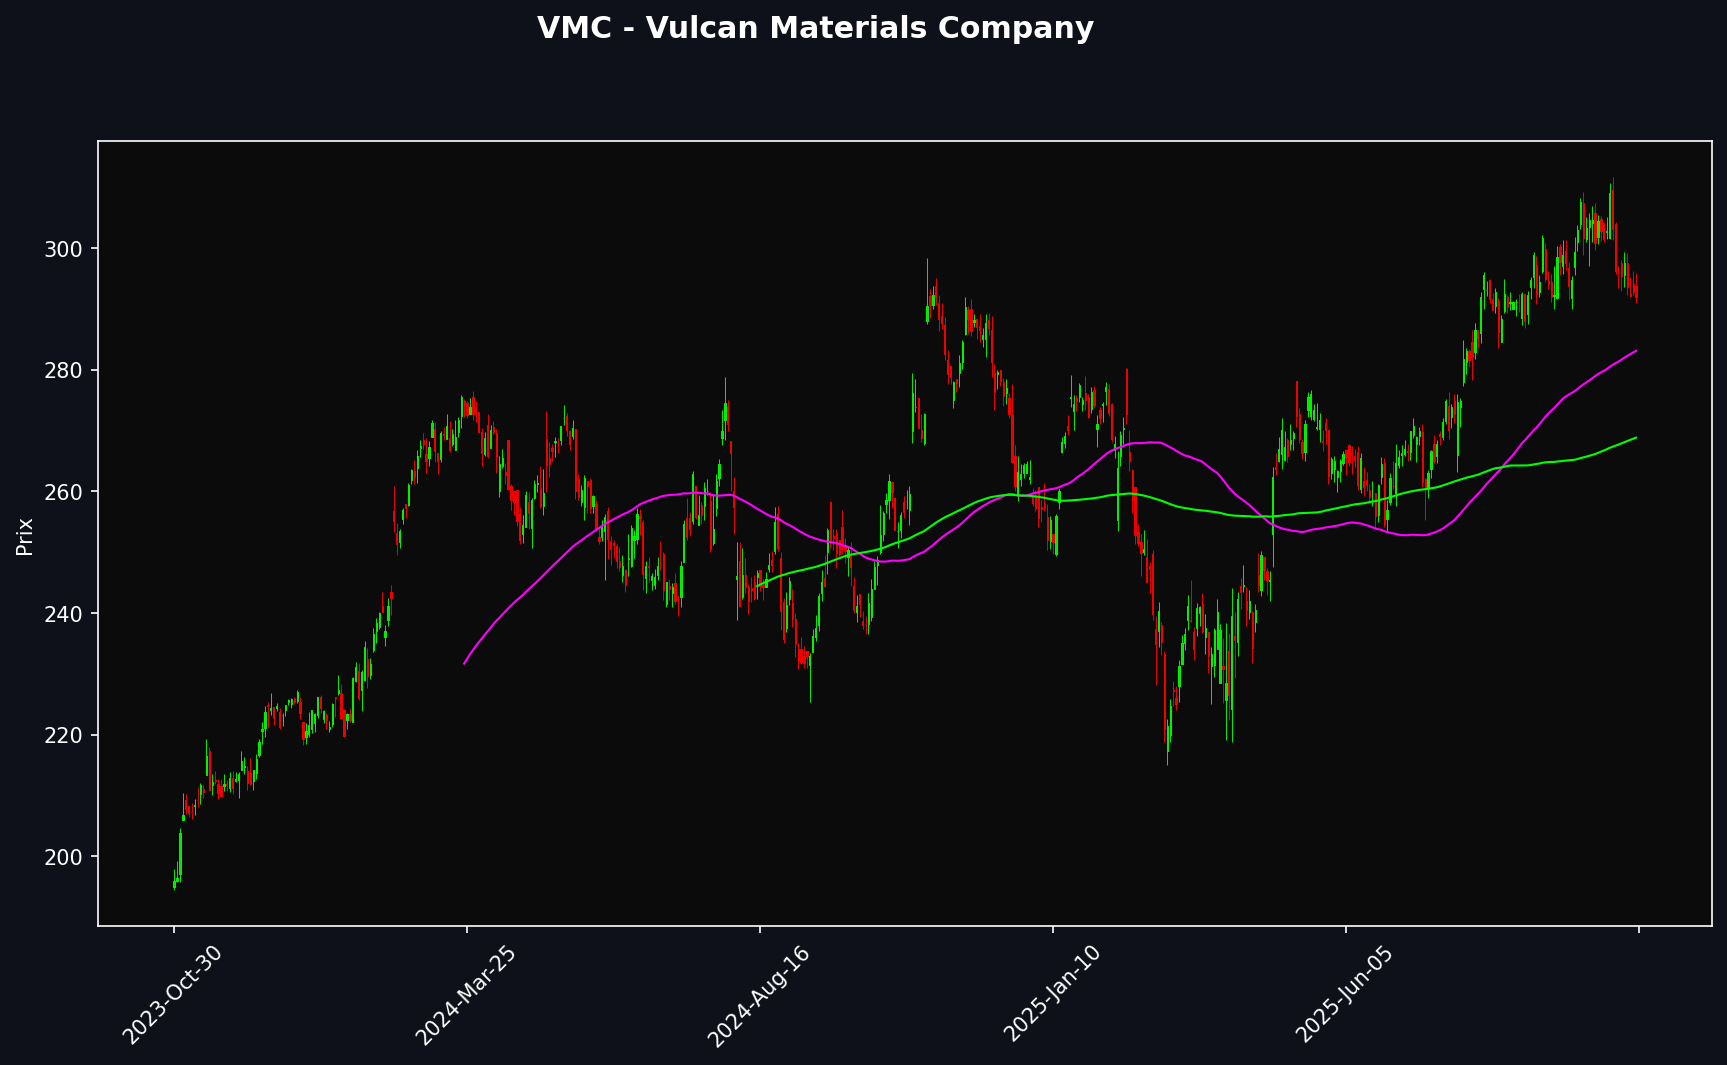 VMC - Vulcan Materials Company
Prix
300
280
260
240
220
200
2023-Oct-30
2024-Mar-25
2024-Aug-16
2025-Jan-10
2025-Jun-05